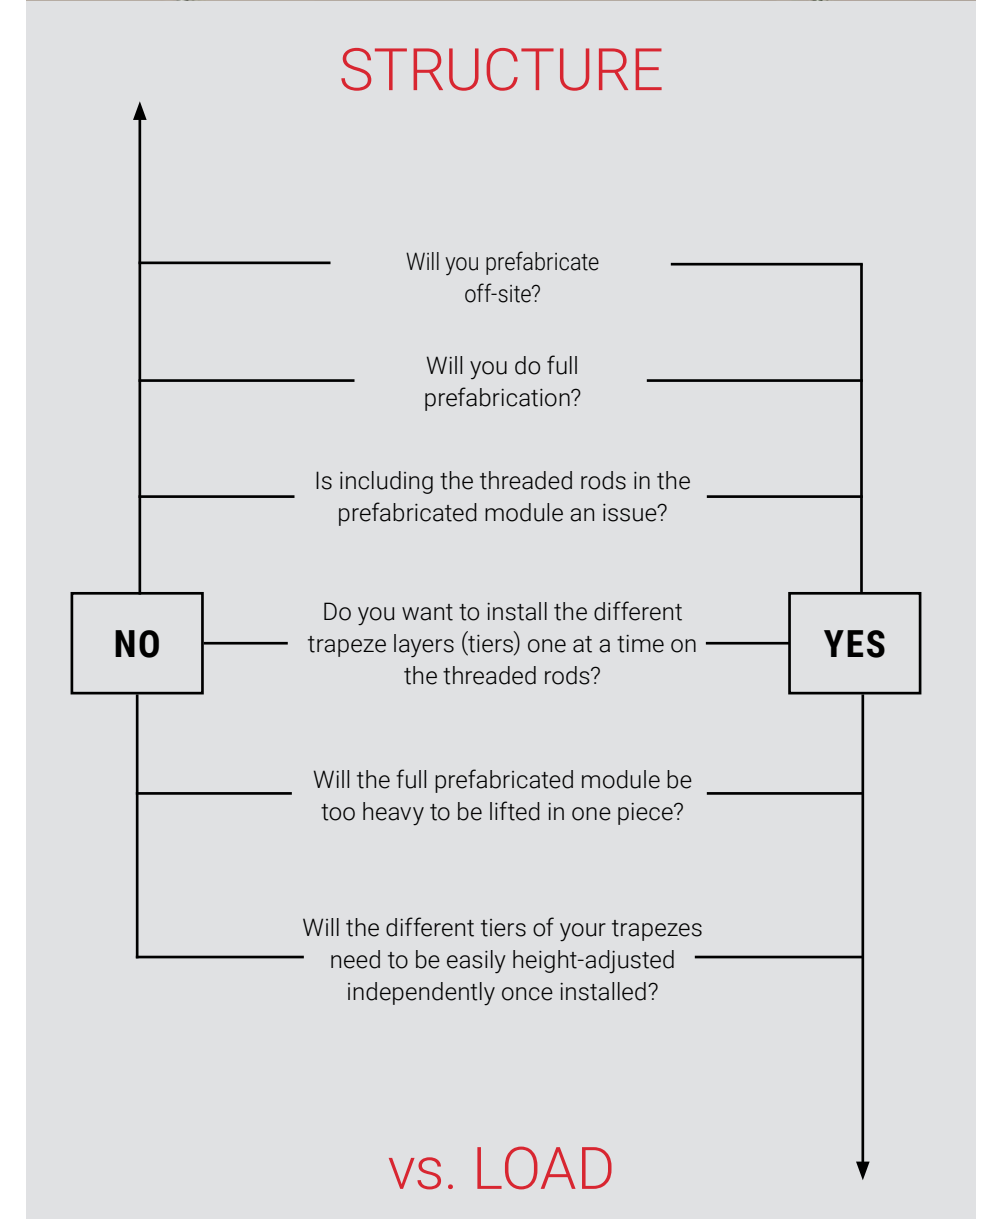 STRUCTURE
Will you prefabricate
off-site?
Will you do full
prefabrication?
Is including the threaded rods in the
prefabricated module an issue?
NO
Do you want to install the different
trapeze layers (tiers) one at a time on
the threaded rods?
YES
Will the full prefabricated module be
too heavy to be lifted in one piece?
Will the different tiers of your trapezes
need to be easily height-adjusted
independently once installed?
vs. LOAD